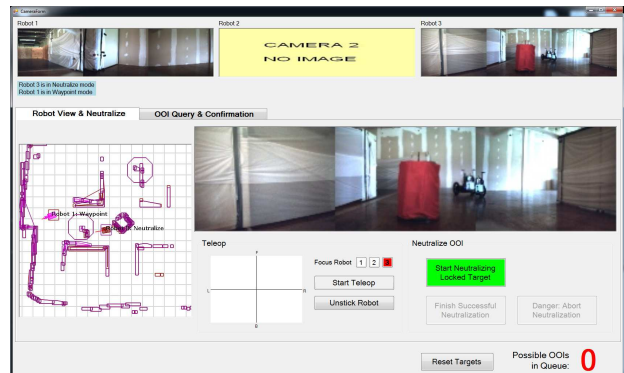 Robot 1
Robot 2
Robot 3
CAMERA 2
NO IMAGE
Robot 3 is in Neutralize mode
Robot 1 is in Waypoint mode
Robot View & Neutralize
OOI Query & Confirmation
Robot 1: Waypoint
Neutralize
Teleop
Neutralize OOI
F
L
R
B
Focus Robot 1 2 3
Start Teleop
Unstick Robot
Start Neutralizing
Locked Target
Finish Successful
Neutralization
Danger: Abort
Neutralization
Reset Targets
Possible OOIs
in Queue:
0